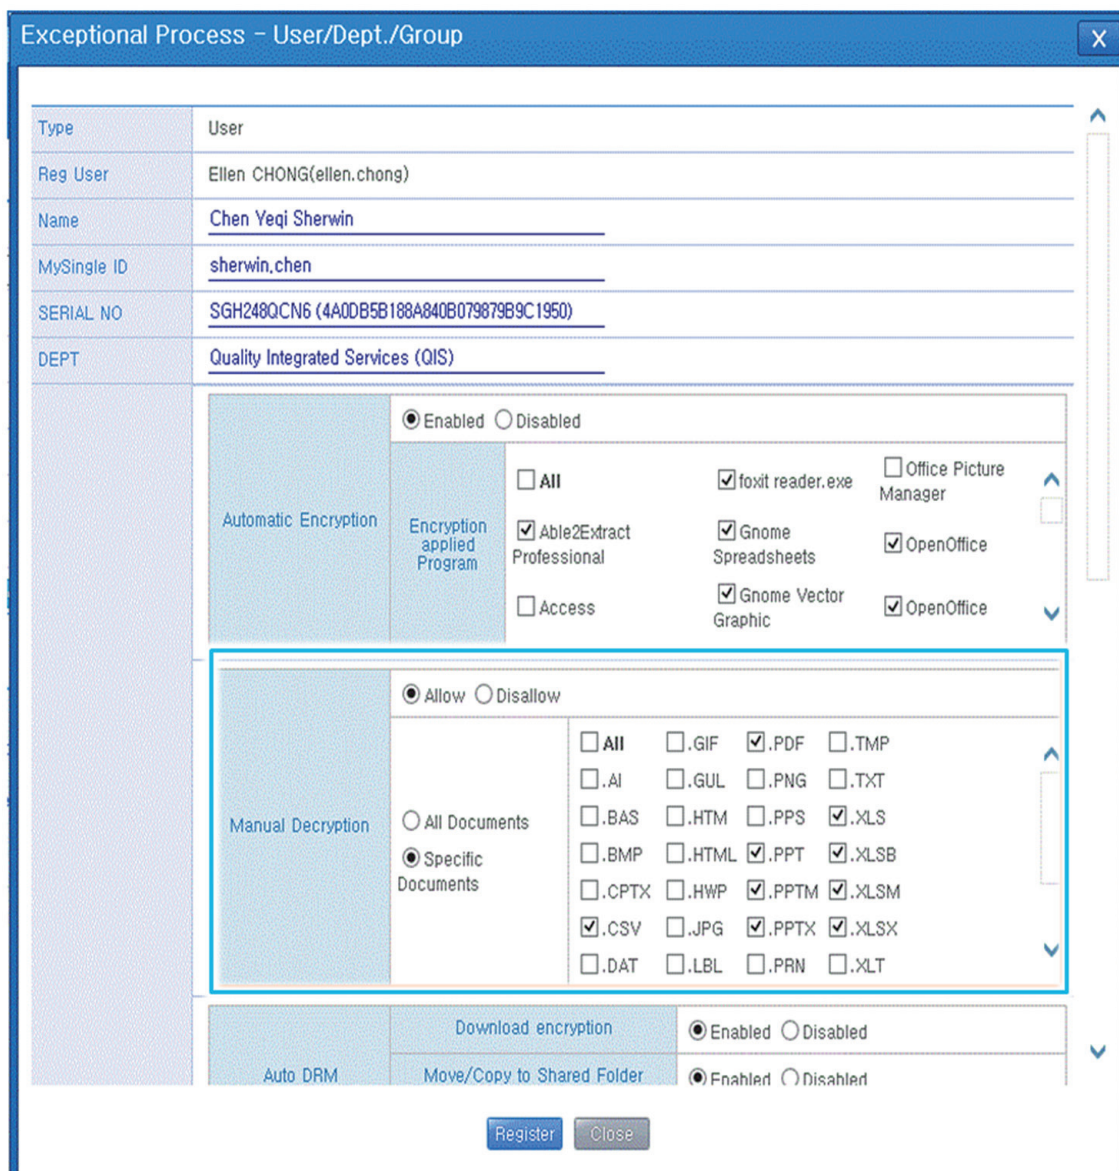 Exceptional Process - User/Dept./Group
X
Type
User
Reg User
Ellen CHONG(ellen.chong)
Name
Chen Yeqi Sherwin
MySingle ID
sherwin.chen
SERIAL NO
SGH248QCN6 (4A0DB5B188A840B079879B9C1950)
DEPT
Quality Integrated Services (QIS)
Automatic Encryption
Enabled Disabled
Encryption
applied
Program
All
foxit reader.exe
Office Picture
Manager
Able2Extract
Professional
Gnome
Spreadsheets
OpenOffice
Access
Gnome Vector
Graphic
OpenOffice
Manual Decryption
Allow Disallow
All Documents
Specific
Documents
All .GIF .PDF .TMP
.AI .GUL .PNG .TXT
.BAS .HTM .PPS .XLS
.BMP .HTML .PPT .XLSB
.CPTX .HWP .PPTM .XLSM
.CSV .JPG .PPTX .XLSX
.DAT .LBL .PRN .XLT
Auto DRM
Download encryption
Enabled Disabled
Move/Copy to Shared Folder
Enabled Disabled
Register
Close